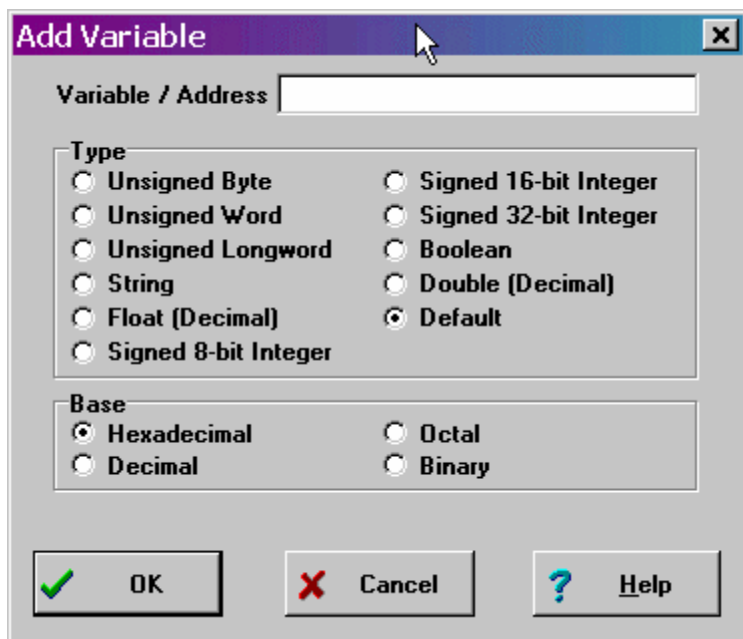 Add Variable
Variable / Address
Type
Unsigned Byte
Unsigned Word
Unsigned Longword
String
Float (Decimal)
Signed 8-bit Integer
Signed 16-bit Integer
Signed 32-bit Integer
Boolean
Double (Decimal)
Default
Base
Hexadecimal
Decimal
Octal
Binary
OK
Cancel
? Help